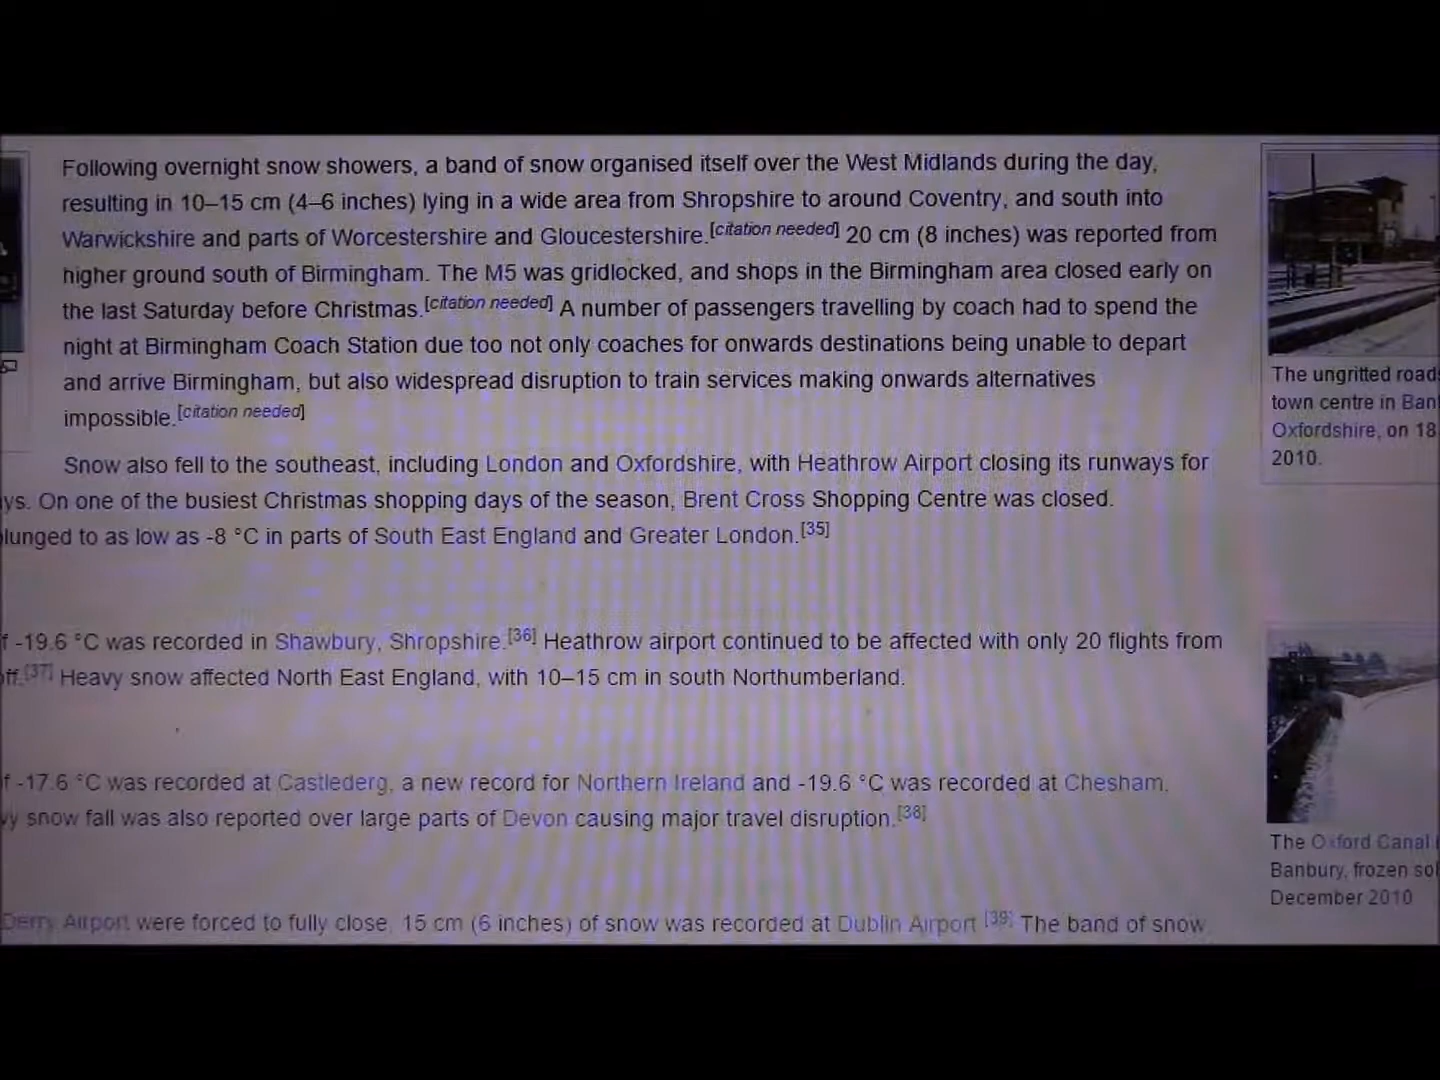 Following overnight snow showers, a band of snow organised itself over the West Midlands during the day,
resulting in 10–15 cm (4–6 inches) lying in a wide area from Shropshire to around Coventry, and south into
Warwickshire and parts of Worcestershire and Gloucestershire.[citation needed] 20 cm (8 inches) was reported from
higher ground south of Birmingham. The M5 was gridlocked, and shops in the Birmingham area closed early on
the last Saturday before Christmas.[citation needed] A number of passengers travelling by coach had to spend the
night at Birmingham Coach Station due too not only coaches for onwards destinations being unable to depart
and arrive Birmingham, but also widespread disruption to train services making onwards alternatives
impossible.[citation needed]
Snow also fell to the southeast, including London and Oxfordshire, with Heathrow Airport closing its runways for
ys. On one of the busiest Christmas shopping days of the season, Brent Cross Shopping Centre was closed.
lunged to as low as -8 °C in parts of South East England and Greater London.[35]
f -19.6 °C was recorded in Shawbury, Shropshire.[36] Heathrow airport continued to be affected with only 20 flights from
ff.[37] Heavy snow affected North East England, with 10–15 cm in south Northumberland.
f -17.6 °C was recorded at Castlederg, a new record for Northern Ireland and -19.6 °C was recorded at Chesham.
vy snow fall was also reported over large parts of Devon causing major travel disruption.[38]
Derry Airport were forced to fully close, 15 cm (6 inches) of snow was recorded at Dublin Airport [39] The band of snow
The ungritted road
town centre in Ban
Oxfordshire, on 18
2010.
The Oxford Canal
Banbury, frozen sol
December 2010